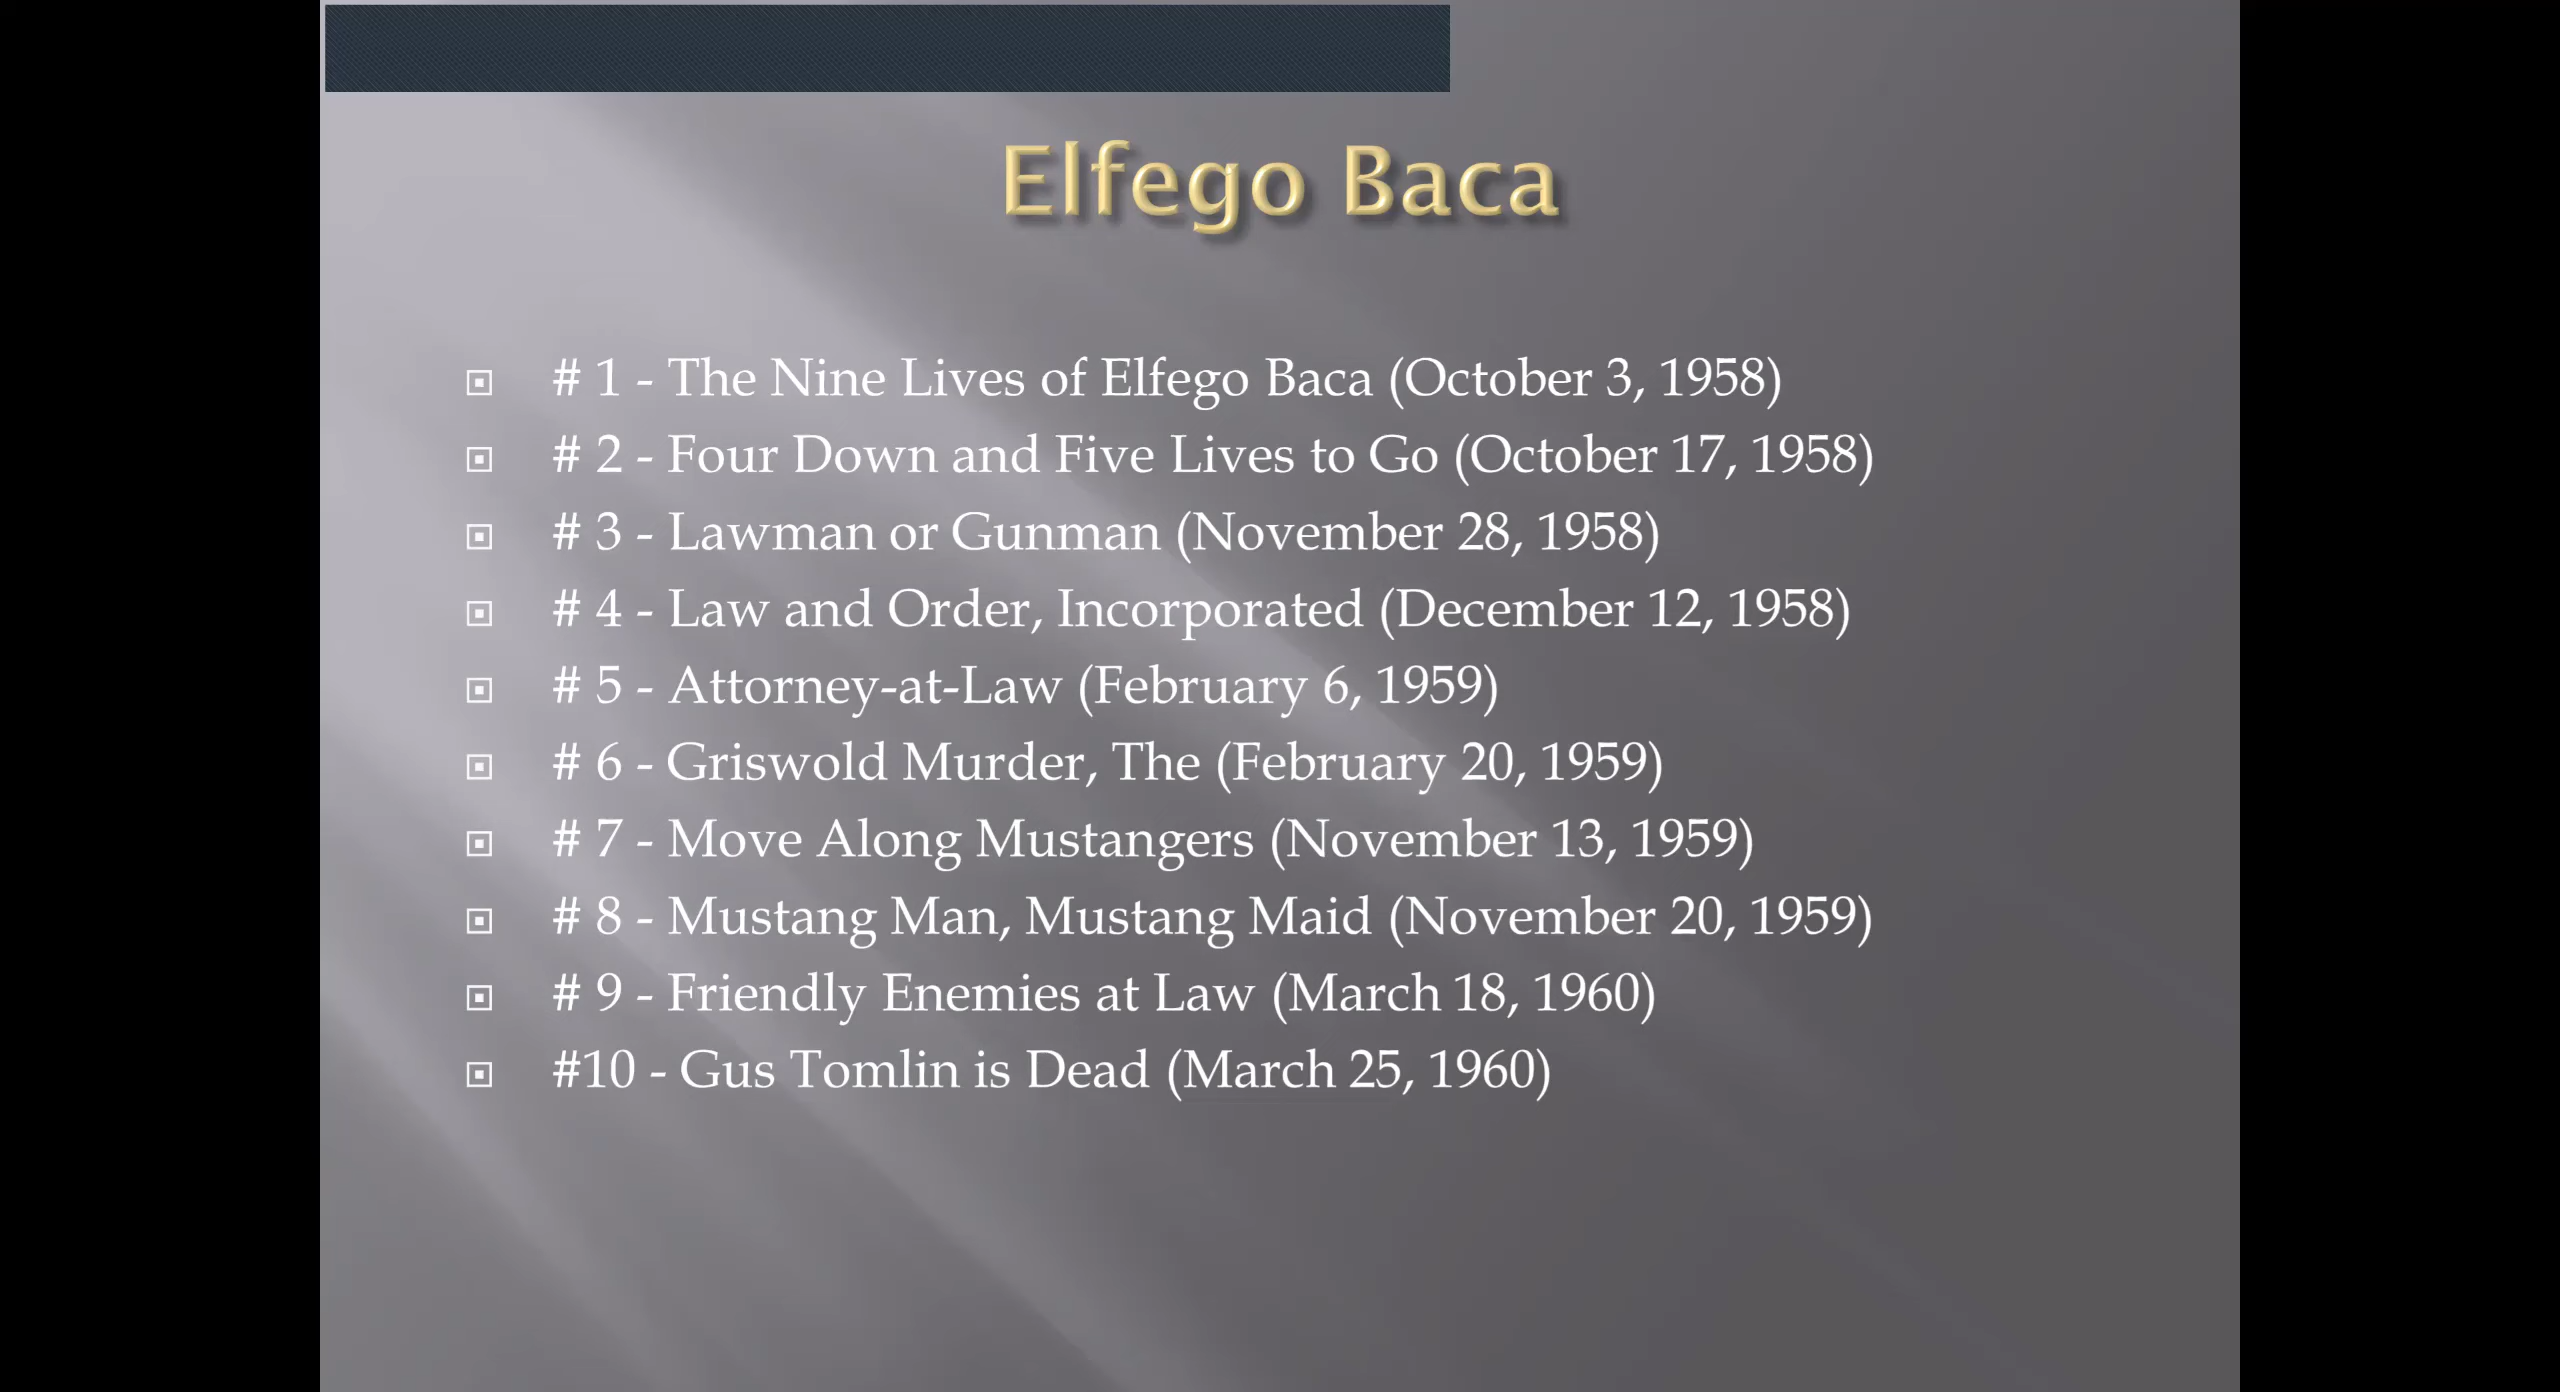 Elfego Baca
# 1 - The Nine Lives of Elfego Baca (October 3, 1958)
# 2 - Four Down and Five Lives to Go (October 17, 1958)
# 3 - Lawman or Gunman (November 28, 1958)
# 4 - Law and Order, Incorporated (December 12, 1958)
# 5 - Attorney-at-Law (February 6, 1959)
# 6 - Griswold Murder, The (February 20, 1959)
# 7 - Move Along Mustangers (November 13, 1959)
# 8 - Mustang Man, Mustang Maid (November 20, 1959)
# 9 - Friendly Enemies at Law (March 18, 1960)
#10 - Gus Tomlin is Dead (March 25, 1960)